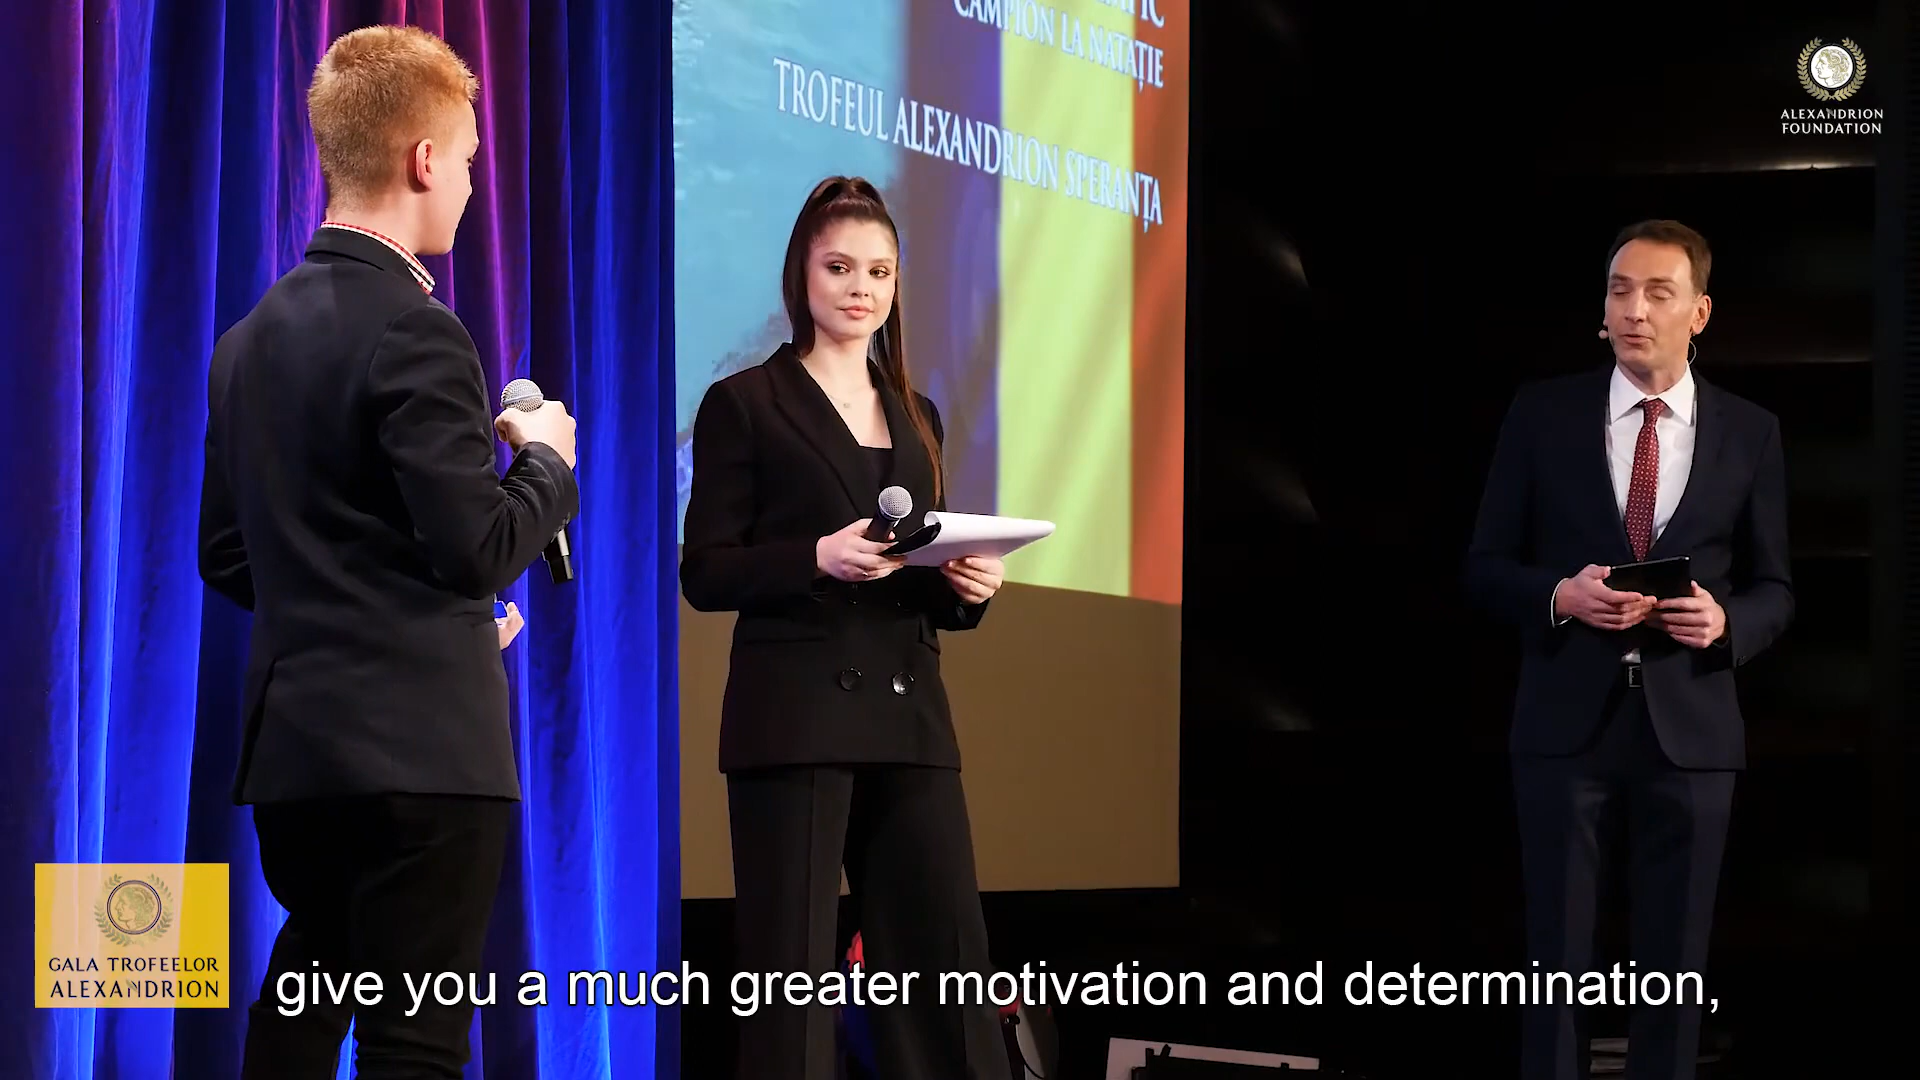 CAMPION LA NATAȚIE
TROFEUL ALEXANDRION SPERANȚA
ALEXANDRION
FOUNDATION
GALA TROFEELOR
ALEXANDRION
give you a much greater motivation and determination,